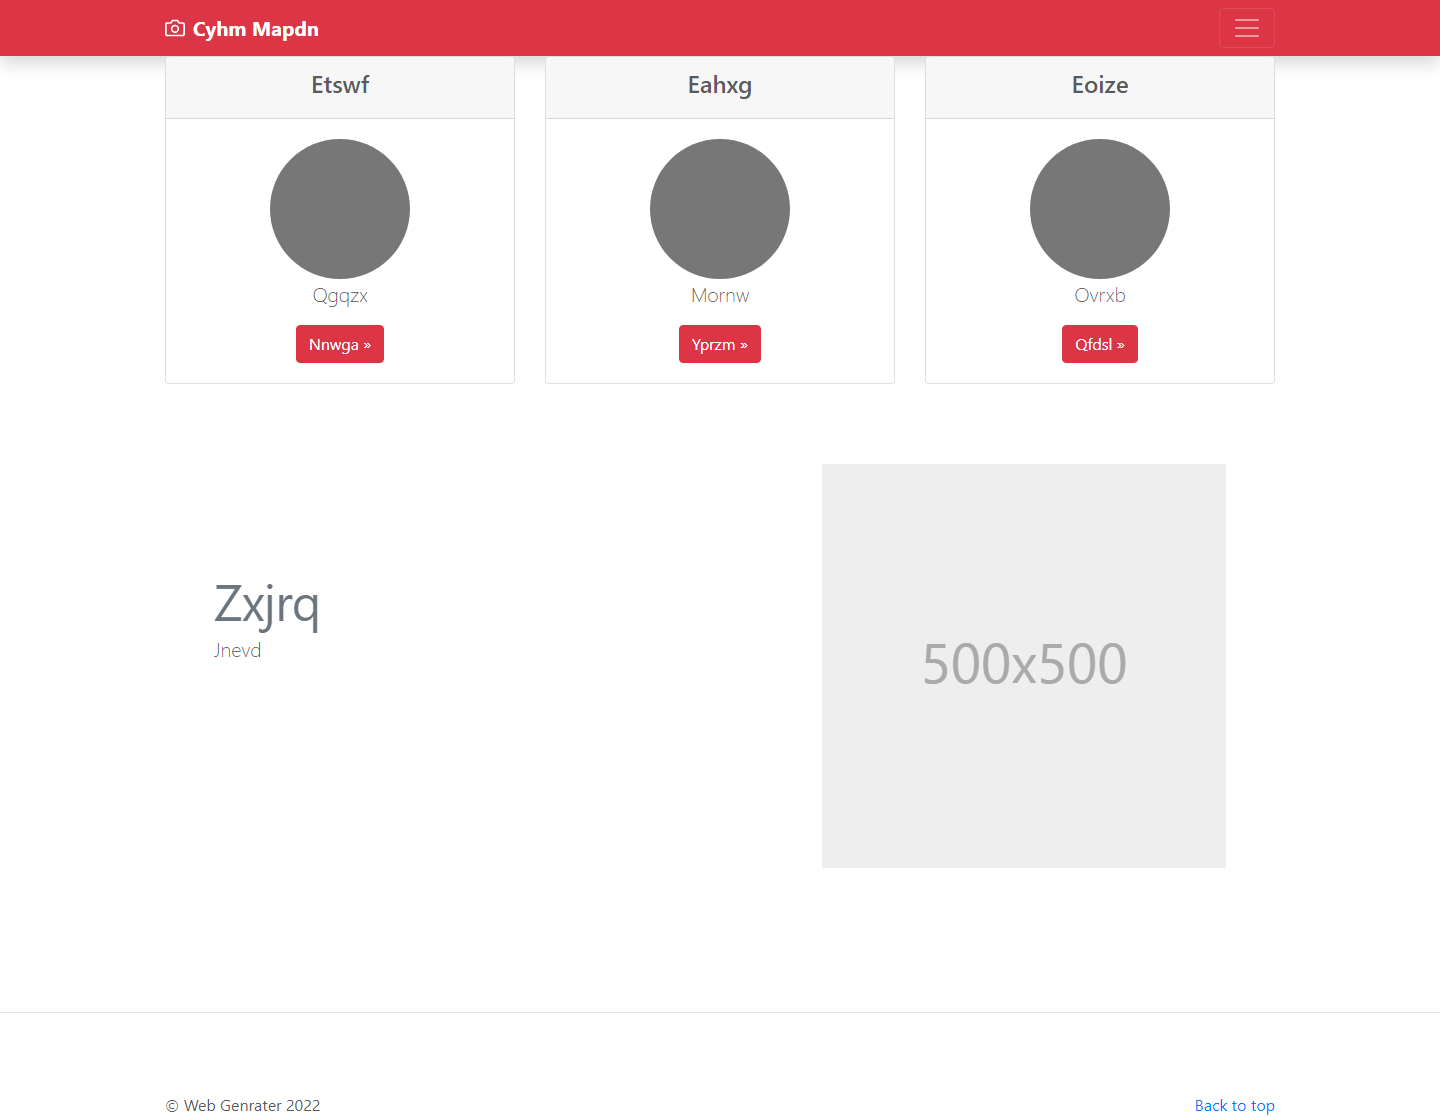 Cyhm Mapdn
Etswf
Eahxg
Eoize
Qgqzx
Mornw
Ovrxb
Nnwga »
Yprzm »
Qfdsl »
Zxjrq
Jnevd
500x500
© Web Genrater 2022
Back to top